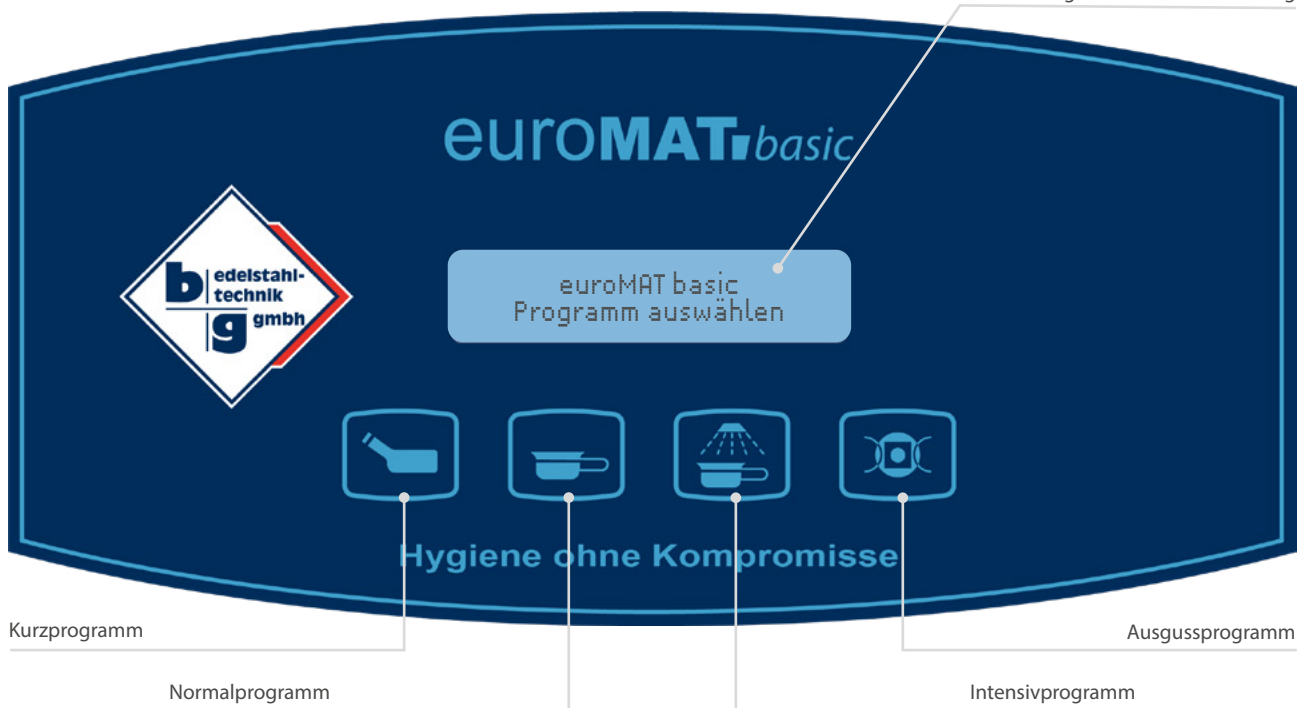 euroMATbasic
b edelstahl-
technik
g gmbh
euroMAT basic
Programm auswählen
Hygiene ohne Kompromisse
Kurzprogramm
Ausgussprogramm
Normalprogramm
Intensivprogramm